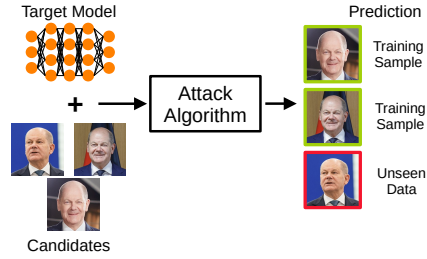 Target Model
+
Candidates
Attack
Algorithm
Prediction
Training
Sample
Training
Sample
Unseen
Data